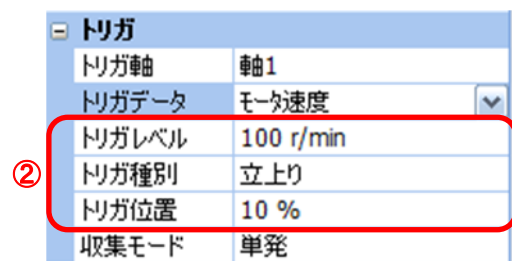 トリガ
トリガ軸 軸1
トリガデータ モータ速度
トリガレベル 100 r/min
② トリガ種別 立上り
トリガ位置 10 %
収集モード 単発